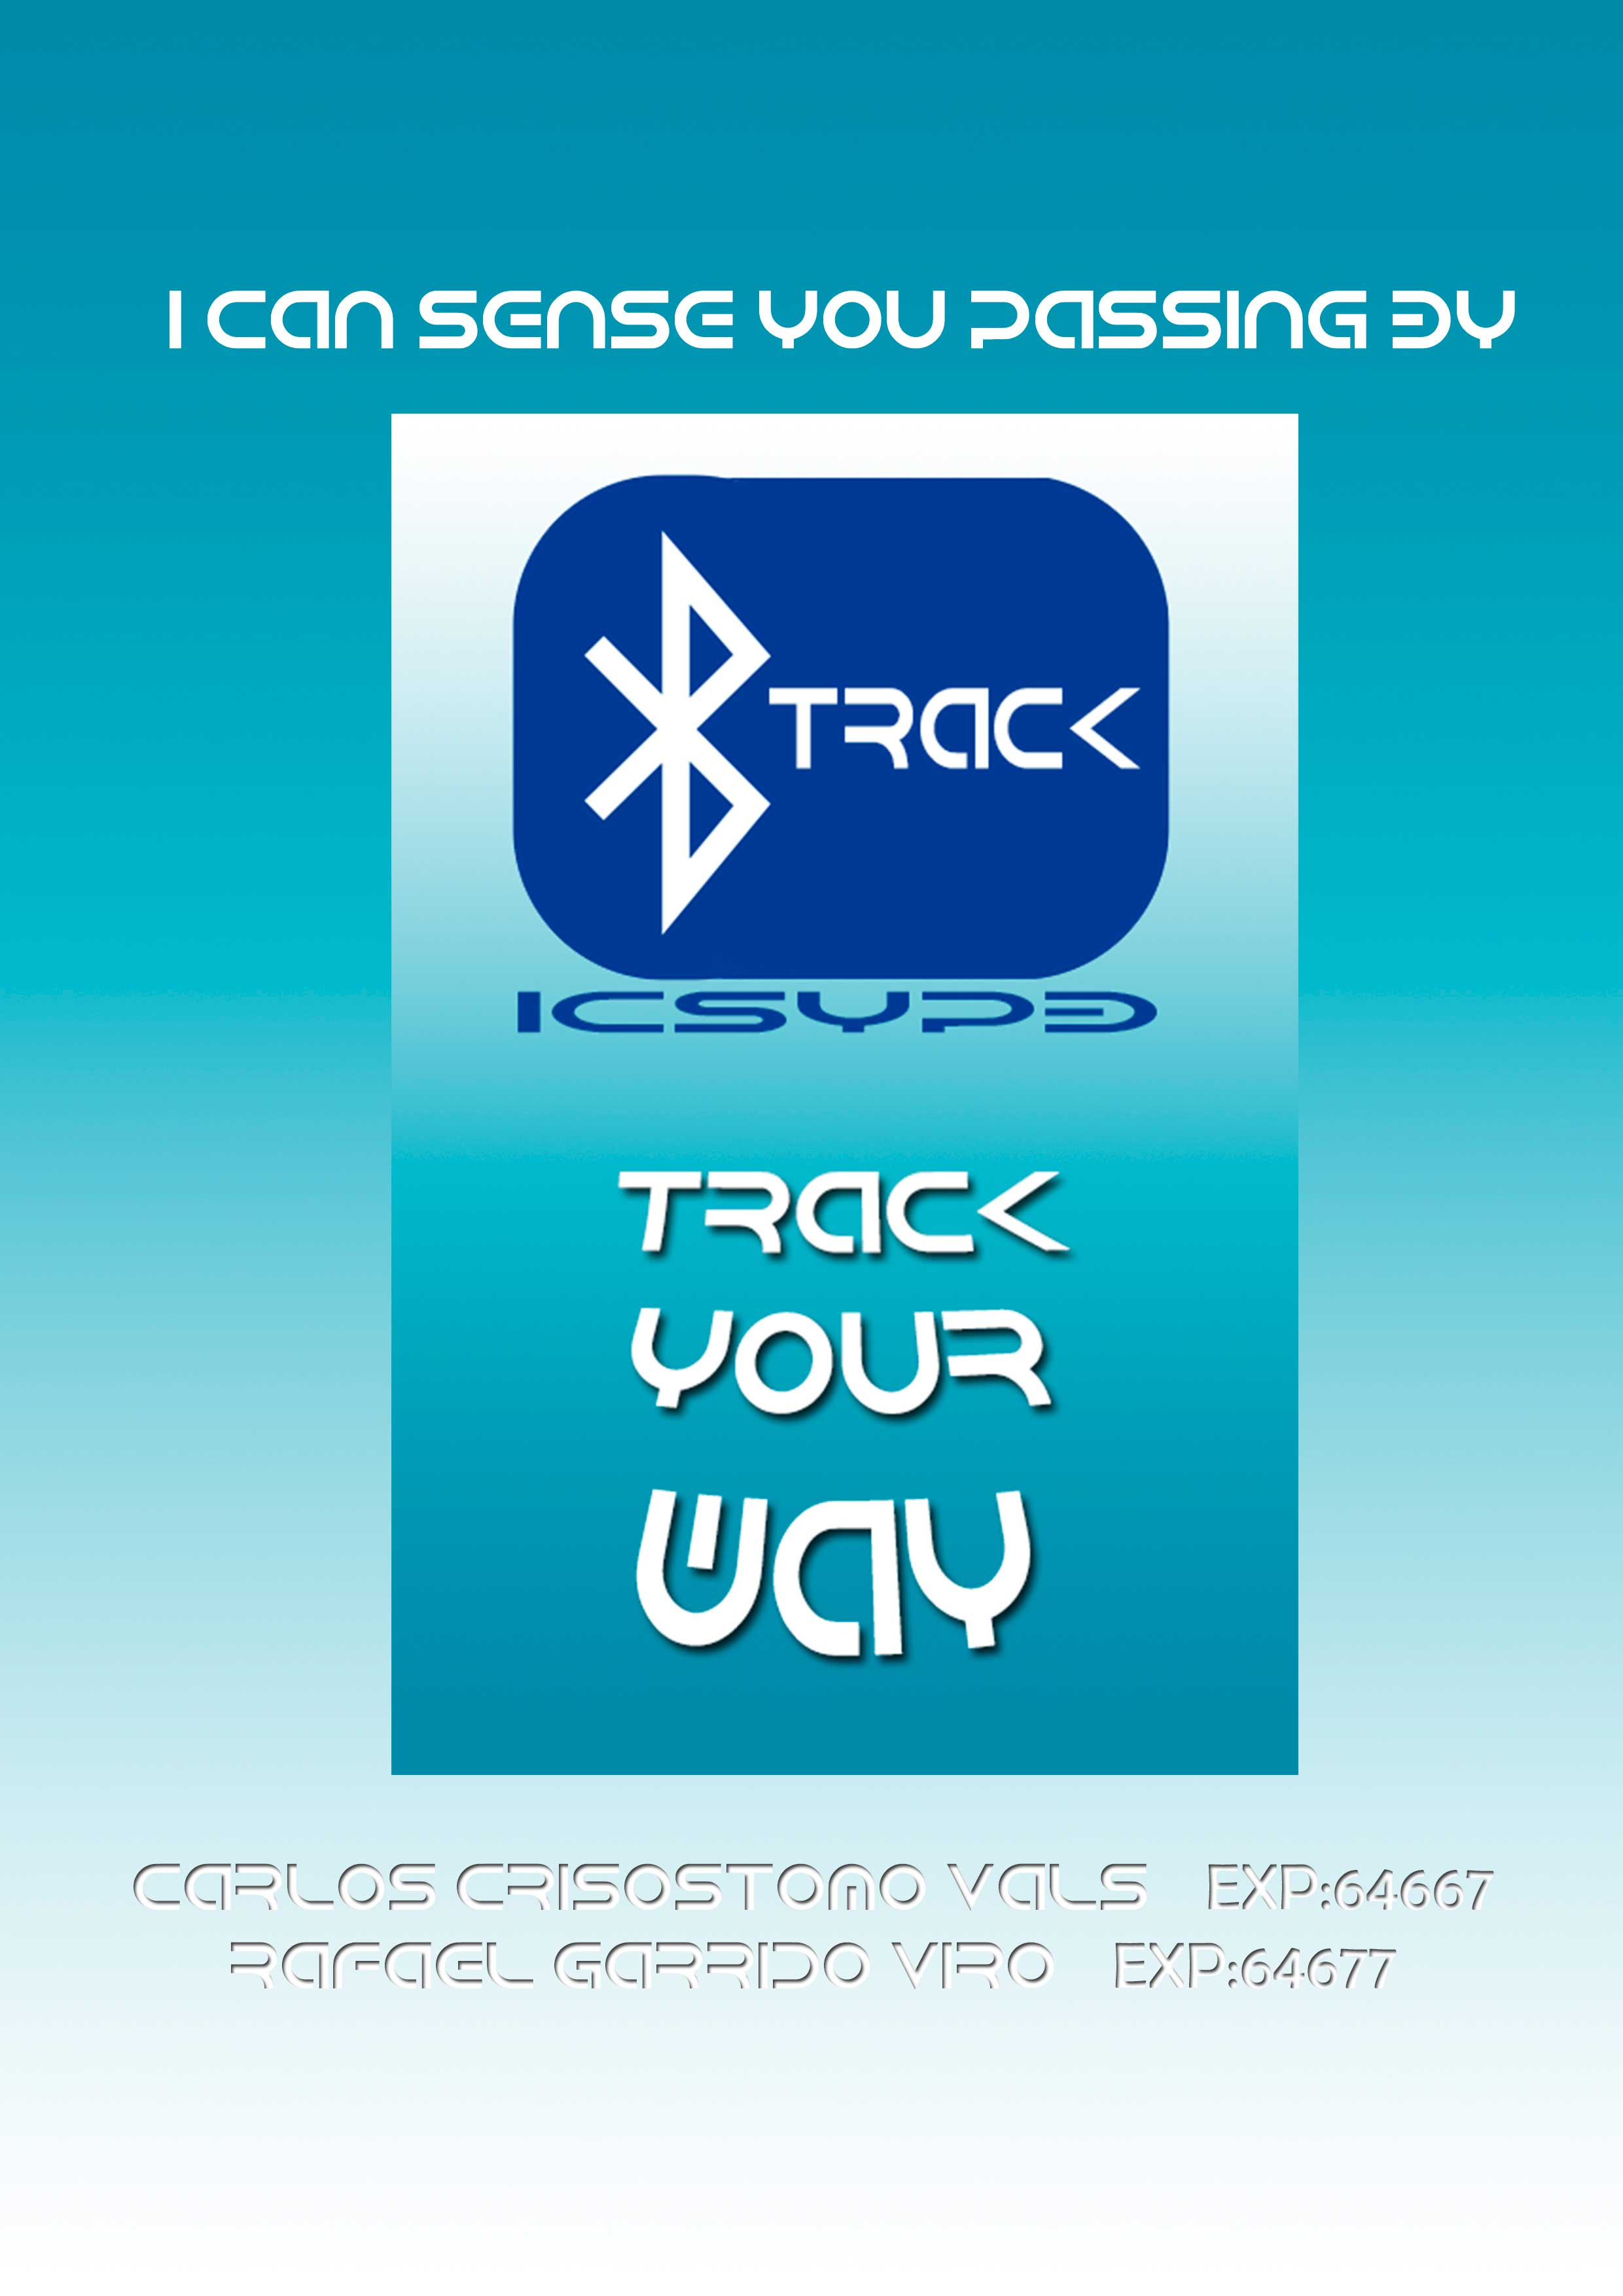 I CAN SENSE YOU PASSING BY
TRACK
ICSYPB
TRACK
YOUR
WAY
CARLOS CRISOSTOMO VALS EXP:64667
RAFAEL GARRIDO VIRO EXP:64677